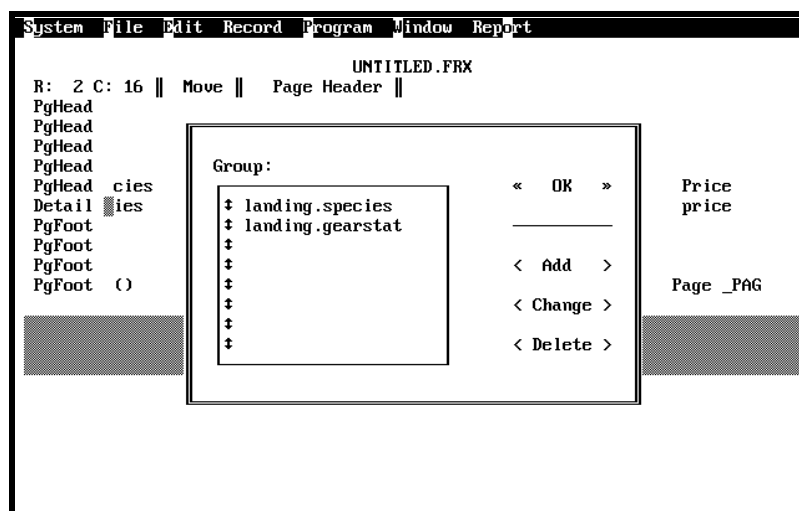 System File Edit Record Program Window Report
UNTITLED.FRX
R: 2 C: 16 ‖ Move ‖ Page Header ‖
PgHead
PgHead
PgHead
PgHead
PgHead cies
Detail ies
PgFoot
PgFoot
PgFoot
PgFoot ()
Group:
↕ landing.species
↕ landing.gearstat
↕
↕
↕
↕
↕
↕
« OK »
< Add >
< Change >
< Delete >
Price
price
Page _PAG